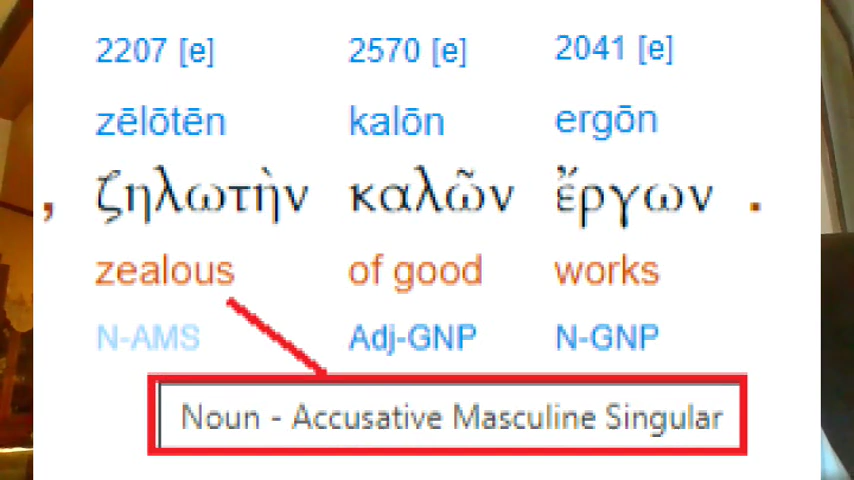 2207 [e] 2570 [e] 2041 [e]
zēlōtēn kalōn ergōn
, ζηλωτὴν καλῶν ἔργων .
zealous of good works
N-AMS Adj-GNP N-GNP
Noun - Accusative Masculine Singular